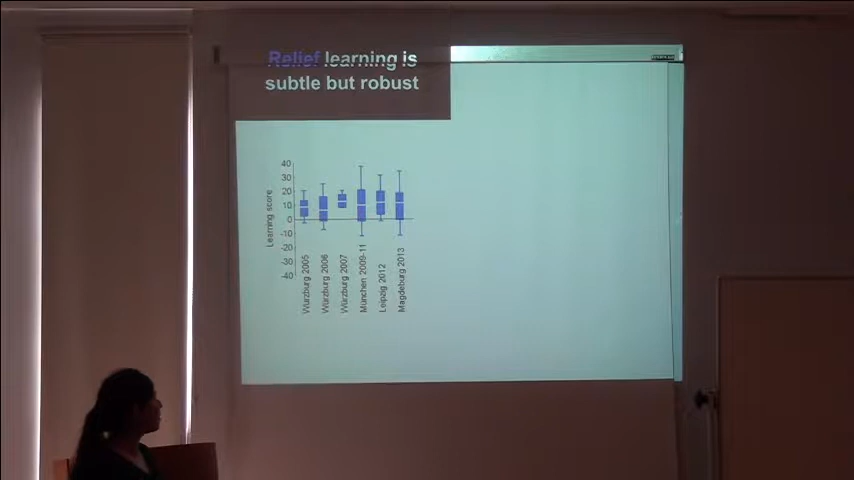 Relief learning is
subtle but robust
40
30
20
10
0
-10
-20
-30
-40
Learning score
Würzburg 2005
Würzburg 2006
Würzburg 2007
München 2009-11
Leipzig 2012
Magdeburg 2013